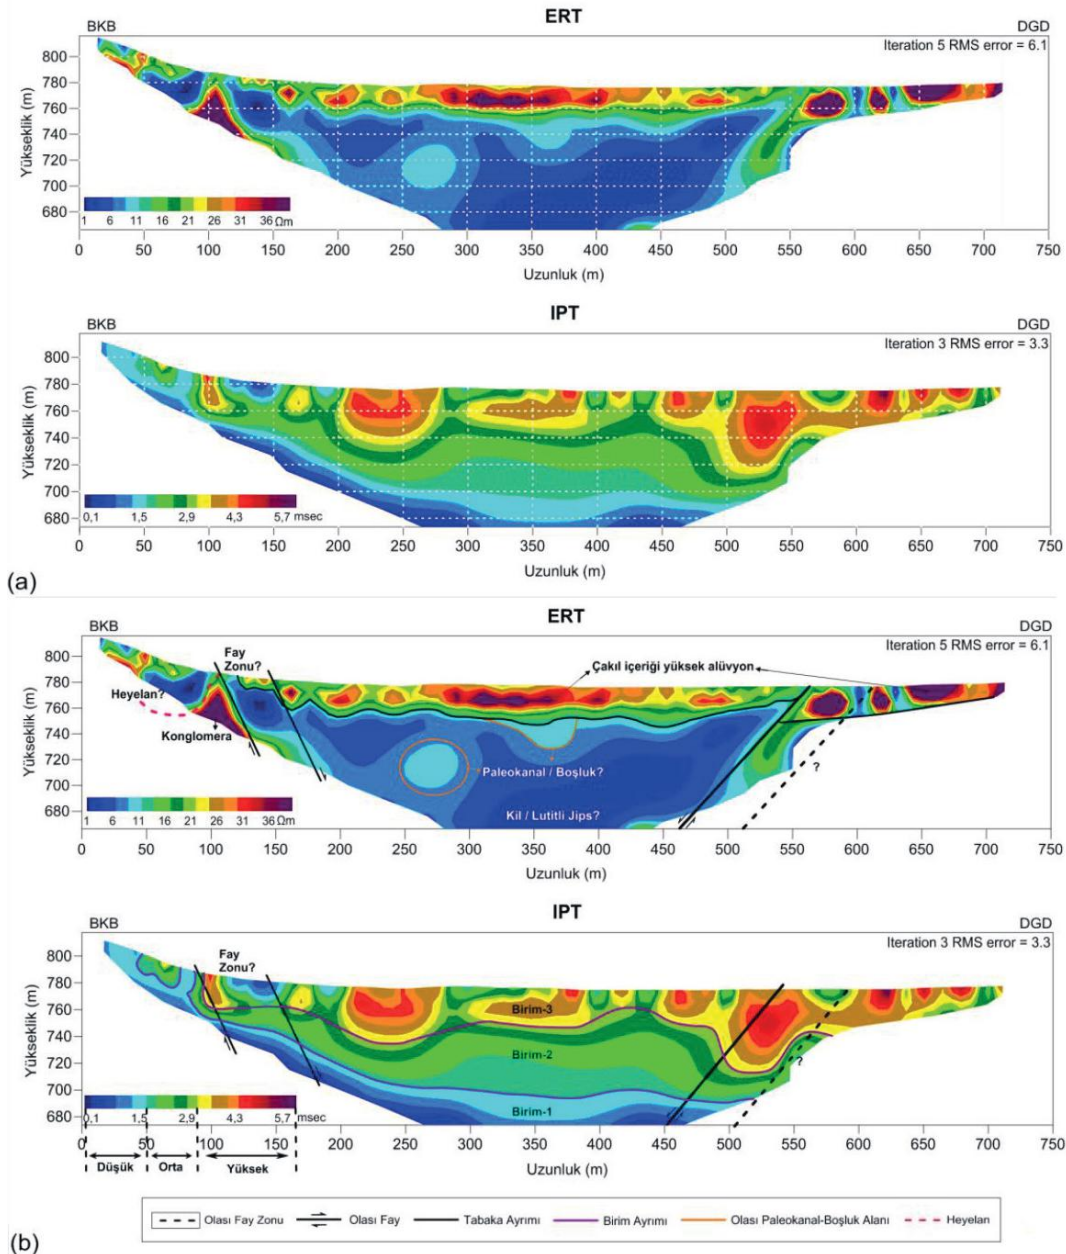 ERT
BKB
DGD
Iteration 5 RMS error = 6.1
Yükseklik (m)
800
780
760
740
720
700
680
1 6 11 16 21 26 31 36 Ωm
0 50 100 150 200 250 300 350 400 450 500 550 600 650 700 750
Uzunluk (m)
IPT
BKB
DGD
Iteration 3 RMS error = 3.3
Yükseklik (m)
800
780
760
740
720
700
680
0,1 1,5 2,9 4,3 5,7 msec
0 50 100 150 200 250 300 350 400 450 500 550 600 650 700 750
Uzunluk (m)
(a)
ERT
BKB
DGD
Iteration 5 RMS error = 6.1
Fay
Zonu?
Çakıl içeriği yüksek alüvyon
Heyelan?
Konglomera
Paleokanal / Boşluk?
?
Kil / Lutitli Jips?
Yükseklik (m)
800
780
760
740
720
700
680
1 6 11 16 21 26 31 36 Ωm
0 50 100 150 200 250 300 350 400 450 500 550 600 650 700 750
Uzunluk (m)
IPT
BKB
DGD
Iteration 3 RMS error = 3.3
Fay
Zonu?
Birim-3
Birim-2
?
Birim-1
Yükseklik (m)
800
780
760
740
720
700
680
0,1 1,5 2,9 4,3 5,7 msec
0 50 100 150 200 250 300 350 400 450 500 550 600 650 700 750
Düşük Orta Yüksek
Uzunluk (m)
Olası Fay Zonu Olası Fay Tabaka Ayrımı Birim Ayrımı Olası Paleokanal-Boşluk Alanı Heyelan
(b)